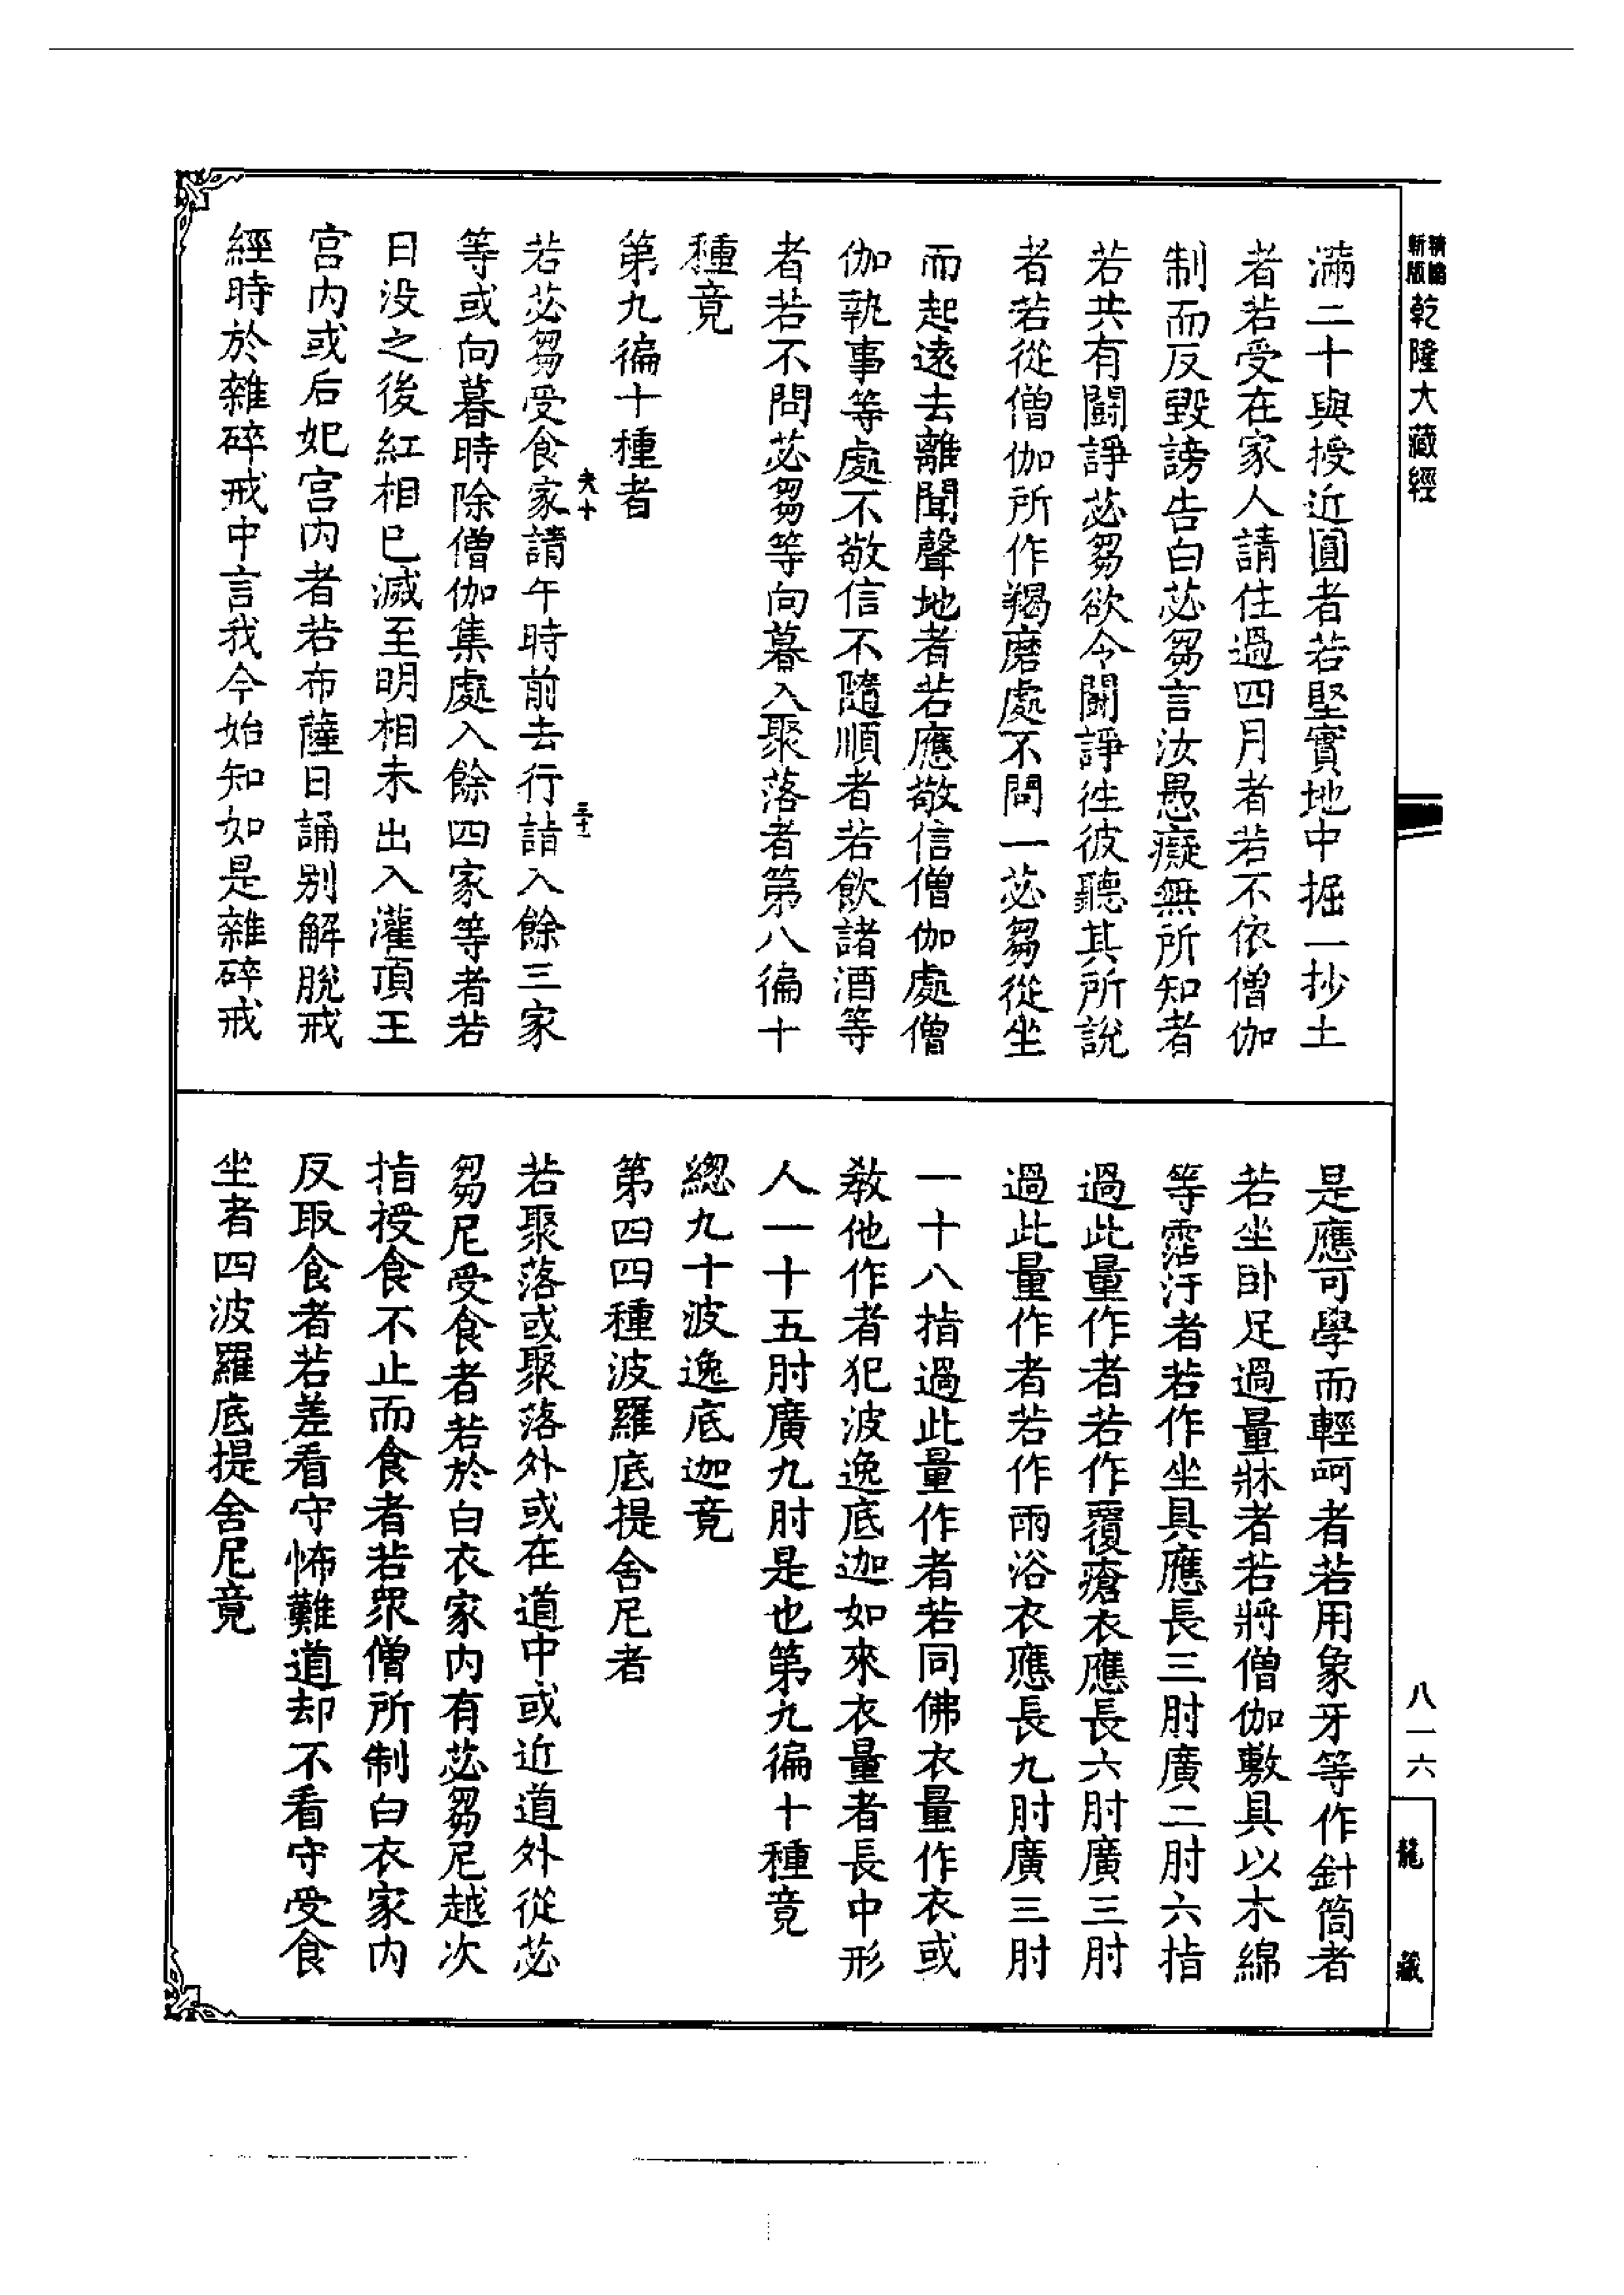 精編
新版
乾隆大藏經
滿二十與授近圓者若堅實地中掘一抄土
者若受在家人請住過四月者若不依僧伽
制而反毀謗告白苾芻言汝愚癡無所知者
若共有鬪諍苾芻欲令鬪諍徃彼聽其所說
者若從僧伽所作羯磨處不問一苾芻從坐
而起遠去離聞聲地者若應敬信僧伽處僧
伽執事等處不敬信不隨順者若飲諸酒等
者若不問苾芻等向暮入聚落者第八徧十
種竟
第九徧十種者
若苾芻受食家請午時前去行詣入餘三家
等或向暮時除僧伽集處入餘四家等者若
日没之後紅相已滅至明相未出入灌頂王
宫内或后妃宫内者若布薩日誦别解脫戒
經時於雜碎戒中言我今始知如是雜碎戒
是應可學而輕呵者若用象牙等作針筒者
若坐卧足過量牀者若將僧伽敷具以木綿
等霑汙者若作坐具應長三肘廣二肘六指
過此量作者若作覆瘡衣應長六肘廣三肘
過此量作者若作雨浴衣應長九肘廣三肘
一十八指過此量作者若同佛衣量作衣或
教他作者犯波逸底迦如來衣量者長中形
人一十五肘廣九肘是也第九徧十種竟
總九十波逸底迦竟
第四四種波羅底提舍尼者
若聚落或聚落外或在道中或近道外從苾
芻尼受食者若於白衣家内有苾芻尼越次
指授食不止而食者若眾僧所制白衣家内
反取食者若差看守怖難道却不看守受食
坐者四波羅底提舍尼竟
八一六
龍藏